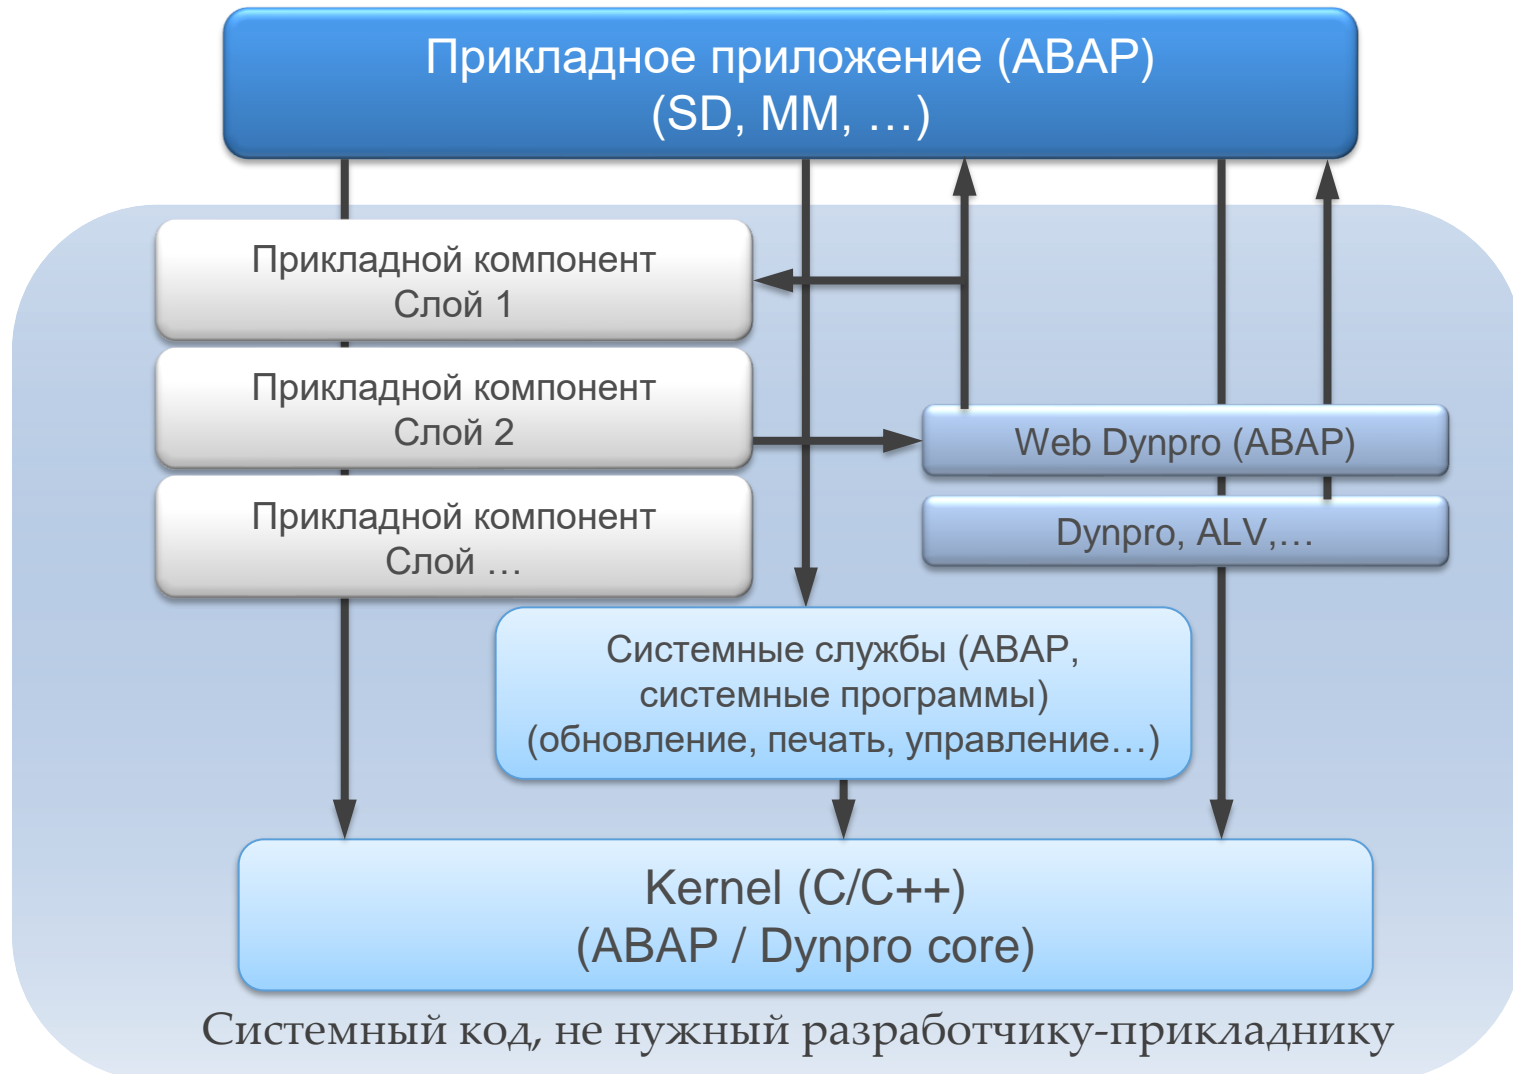 Прикладное приложение (ABAP)
(SD, MM, …)
Прикладной компонент
Слой 1
Прикладной компонент
Слой 2
Web Dynpro (ABAP)
Прикладной компонент
Слой …
Dynpro, ALV,…
Системные службы (ABAP,
системные программы)
(обновление, печать, управление…)
Kernel (C/C++)
(ABAP / Dynpro core)
Системный код, не нужный разработчику-прикладнику